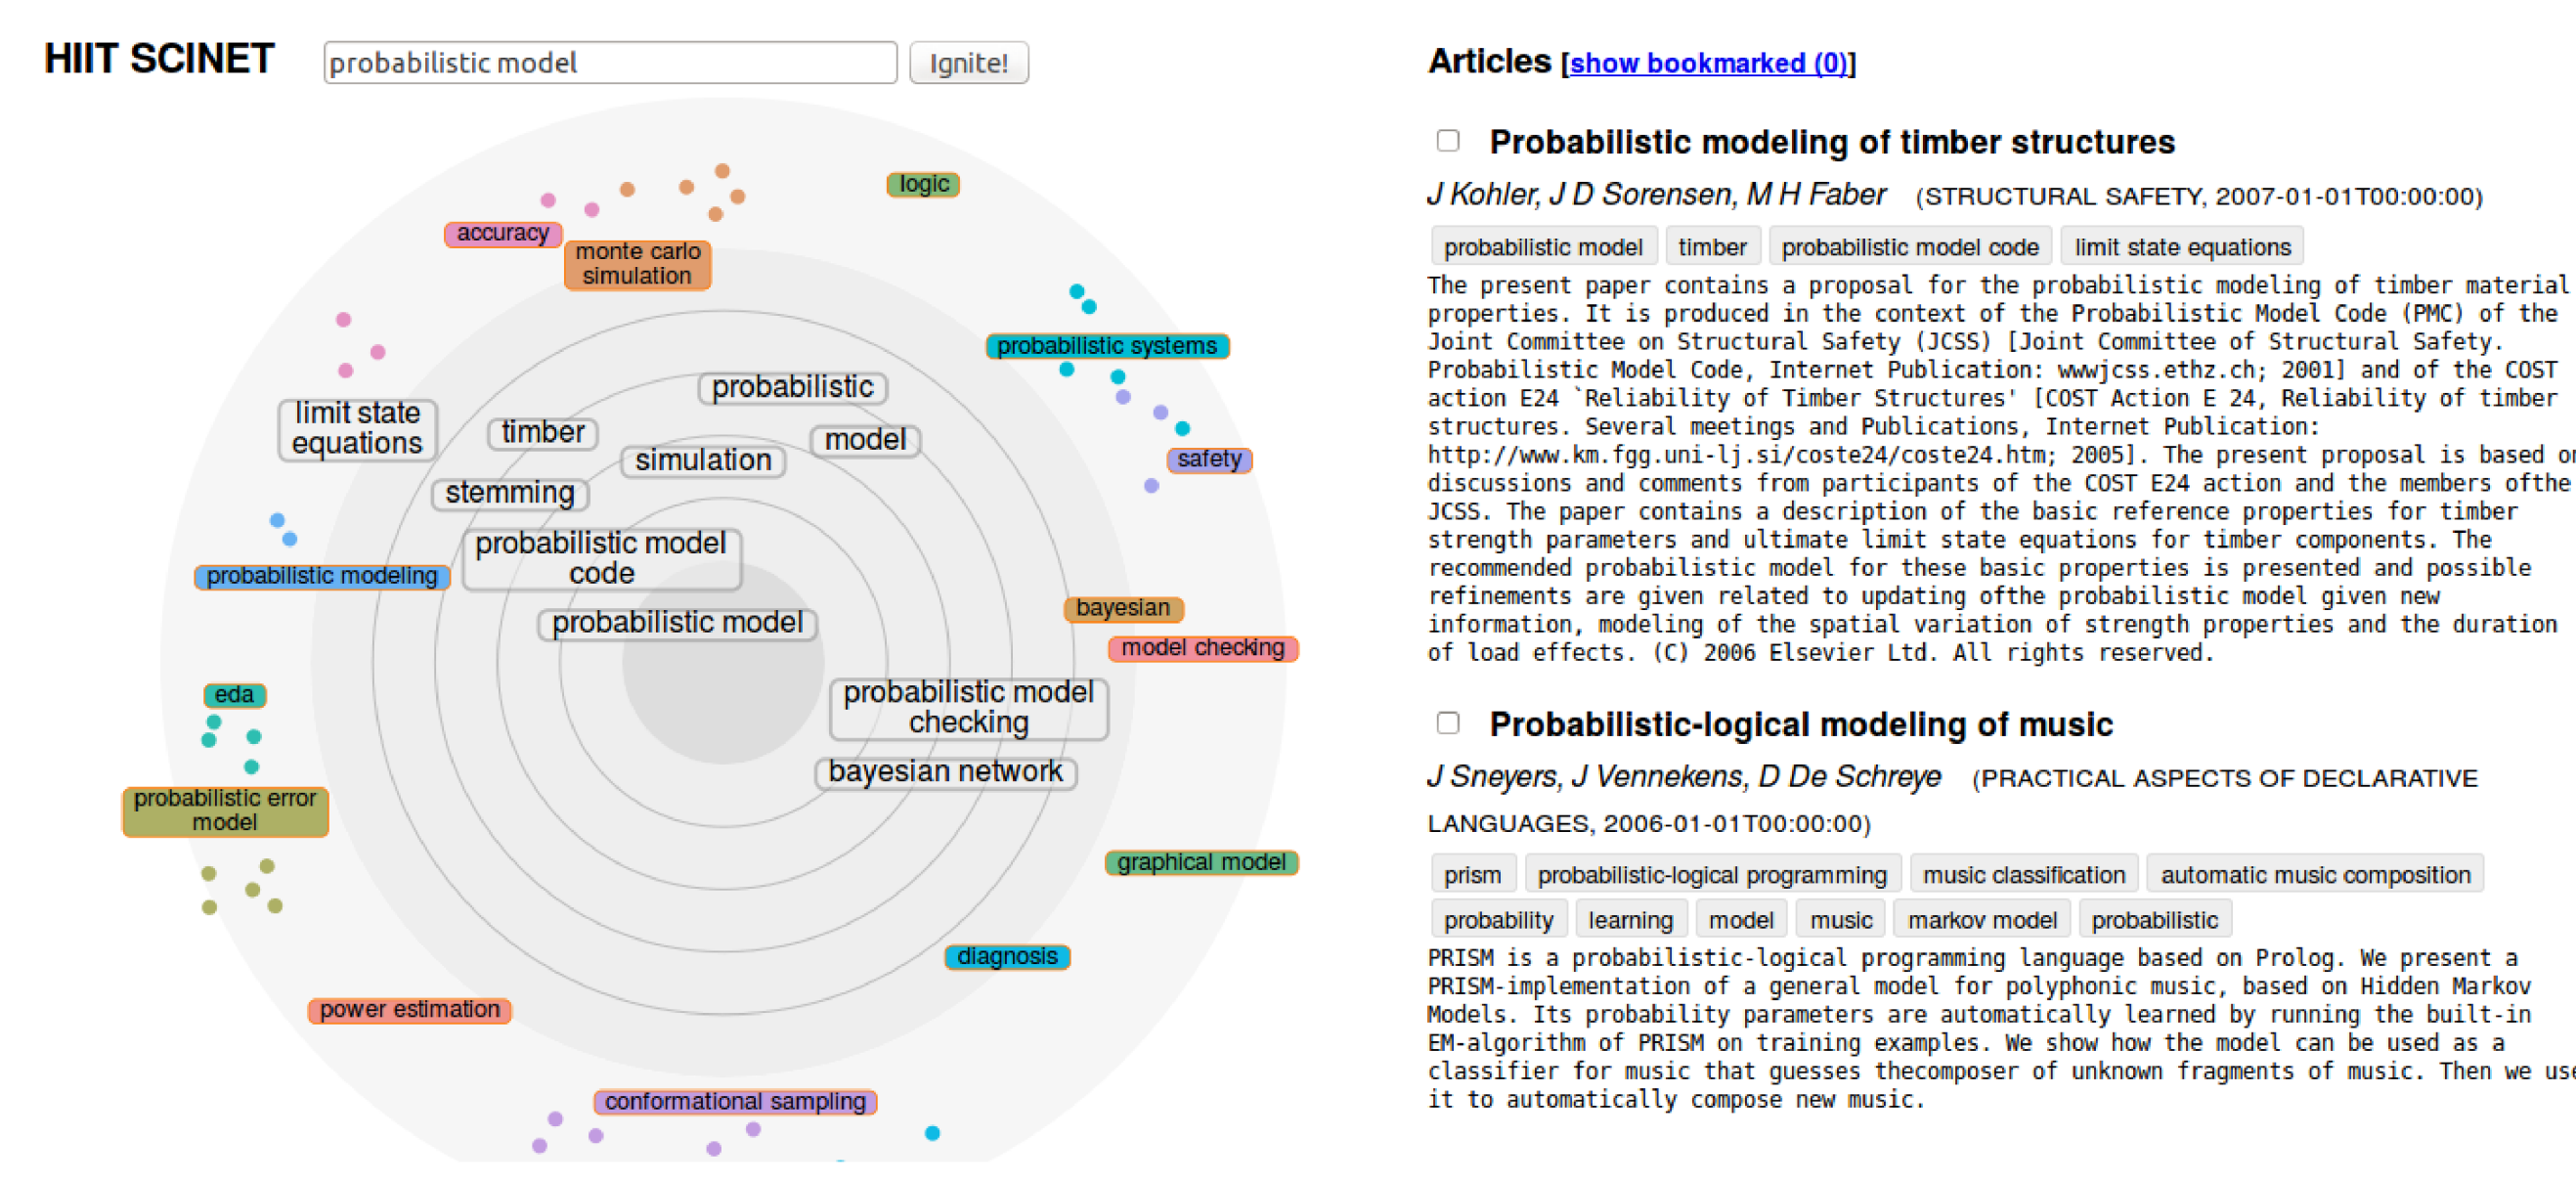 HIIT SCINET
probabilistic model
Ignite!
logic
accuracy
monte carlo
simulation
probabilistic systems
probabilistic
limit state
equations
timber
model
simulation
safety
stemming
probabilistic model
code
probabilistic modeling
bayesian
probabilistic model
model checking
eda
probabilistic model
checking
bayesian network
probabilistic error
model
graphical model
diagnosis
power estimation
conformational sampling
Articles [show bookmarked (0)]
Probabilistic modeling of timber structures
J Kohler, J D Sorensen, M H Faber (STRUCTURAL SAFETY, 2007-01-01T00:00:00)
probabilistic model timber probabilistic model code limit state equations
The present paper contains a proposal for the probabilistic modeling of timber material
properties. It is produced in the context of the Probabilistic Model Code (PMC) of the
Joint Committee on Structural Safety (JCSS) [Joint Committee of Structural Safety.
Probabilistic Model Code, Internet Publication: wwwjcss.ethz.ch; 2001] and of the COST
action E24 `Reliability of Timber Structures' [COST Action E 24, Reliability of timber
structures. Several meetings and Publications, Internet Publication:
http://www.km.fgg.uni-lj.si/coste24/coste24.htm; 2005]. The present proposal is based on
discussions and comments from participants of the COST E24 action and the members ofthe
JCSS. The paper contains a description of the basic reference properties for timber
strength parameters and ultimate limit state equations for timber components. The
recommended probabilistic model for these basic properties is presented and possible
refinements are given related to updating ofthe probabilistic model given new
information, modeling of the spatial variation of strength properties and the duration
of load effects. (C) 2006 Elsevier Ltd. All rights reserved.
Probabilistic-logical modeling of music
J Sneyers, J Vennekens, D De Schreye (PRACTICAL ASPECTS OF DECLARATIVE
LANGUAGES, 2006-01-01T00:00:00)
prism probabilistic-logical programming music classification automatic music composition
probability learning model music markov model probabilistic
PRISM is a probabilistic-logical programming language based on Prolog. We present a
PRISM-implementation of a general model for polyphonic music, based on Hidden Markov
Models. Its probability parameters are automatically learned by running the built-in
EM-algorithm of PRISM on training examples. We show how the model can be used as a
classifier for music that guesses thecomposer of unknown fragments of music. Then we use
it to automatically compose new music.